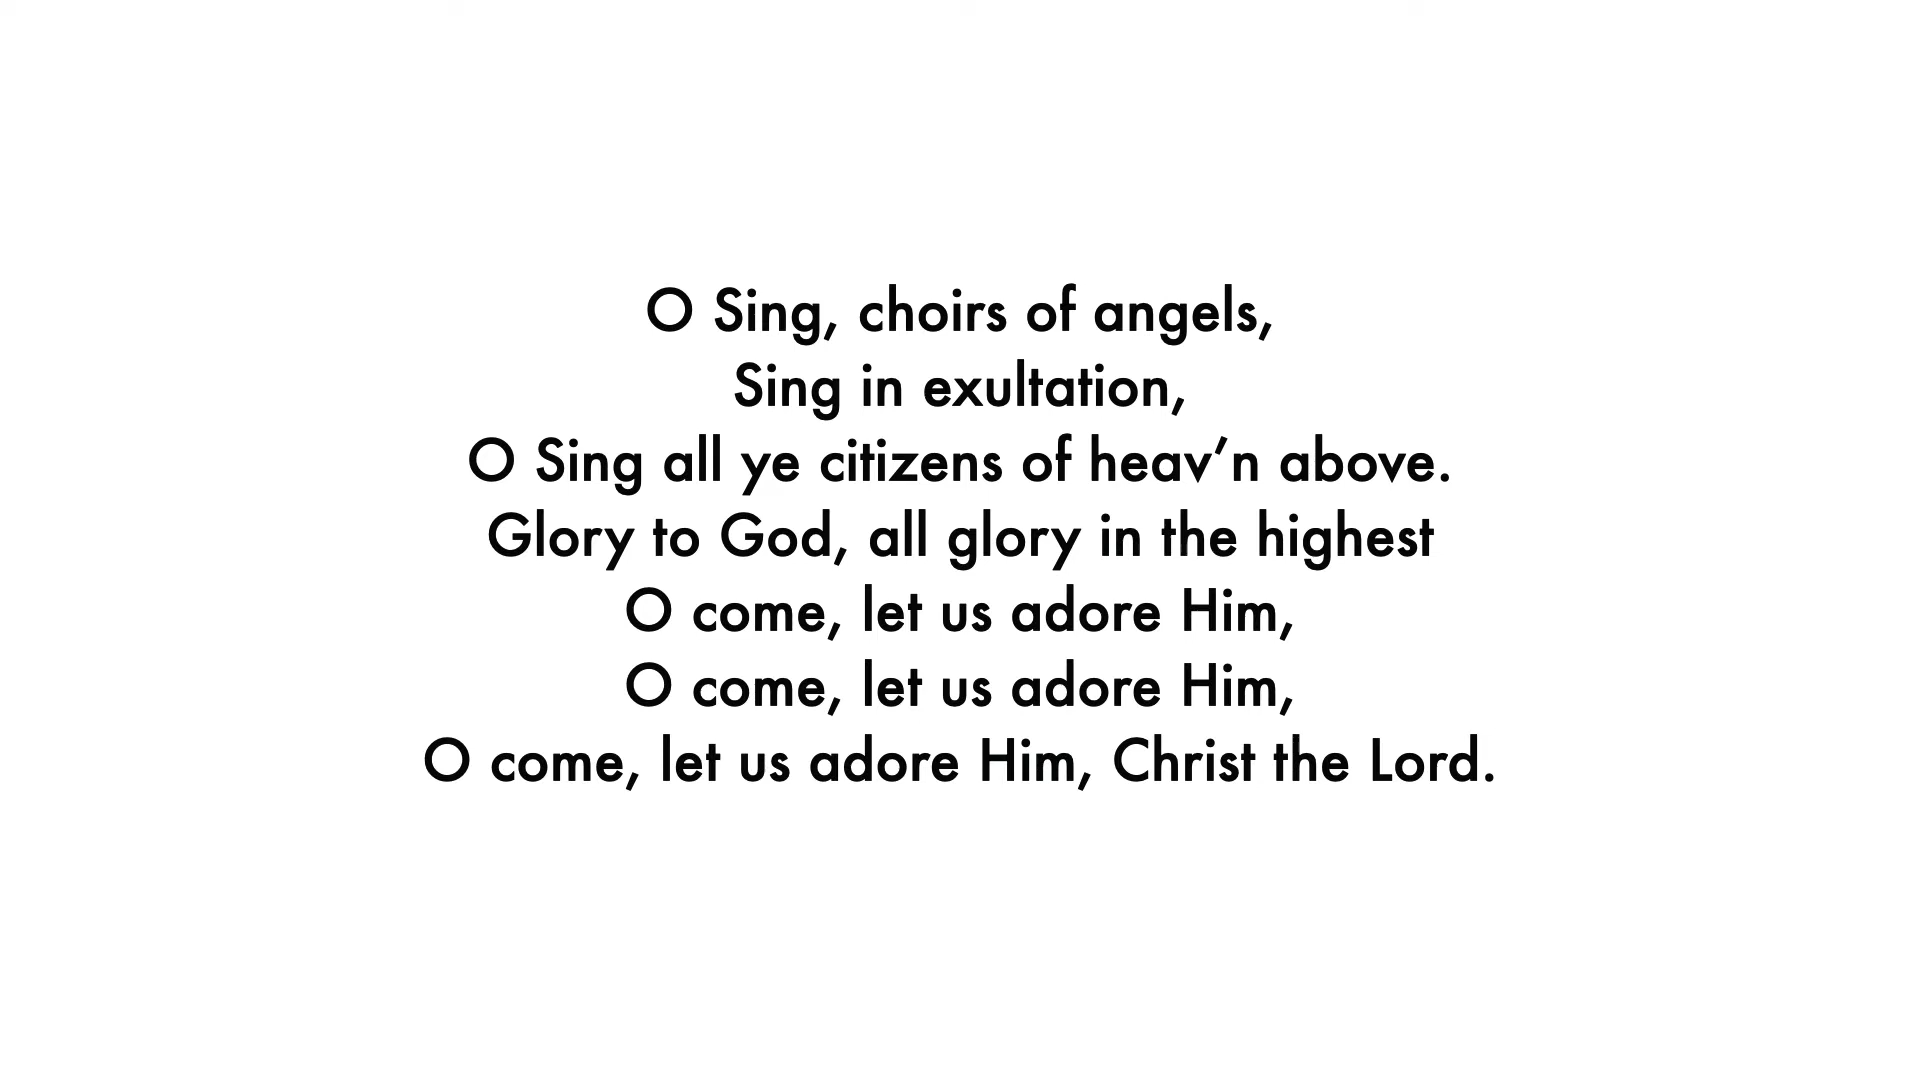 O Sing, choirs of angels,
Sing in exultation,
O Sing all ye citizens of heav’n above.
Glory to God, all glory in the highest
O come, let us adore Him,
O come, let us adore Him,
O come, let us adore Him, Christ the Lord.